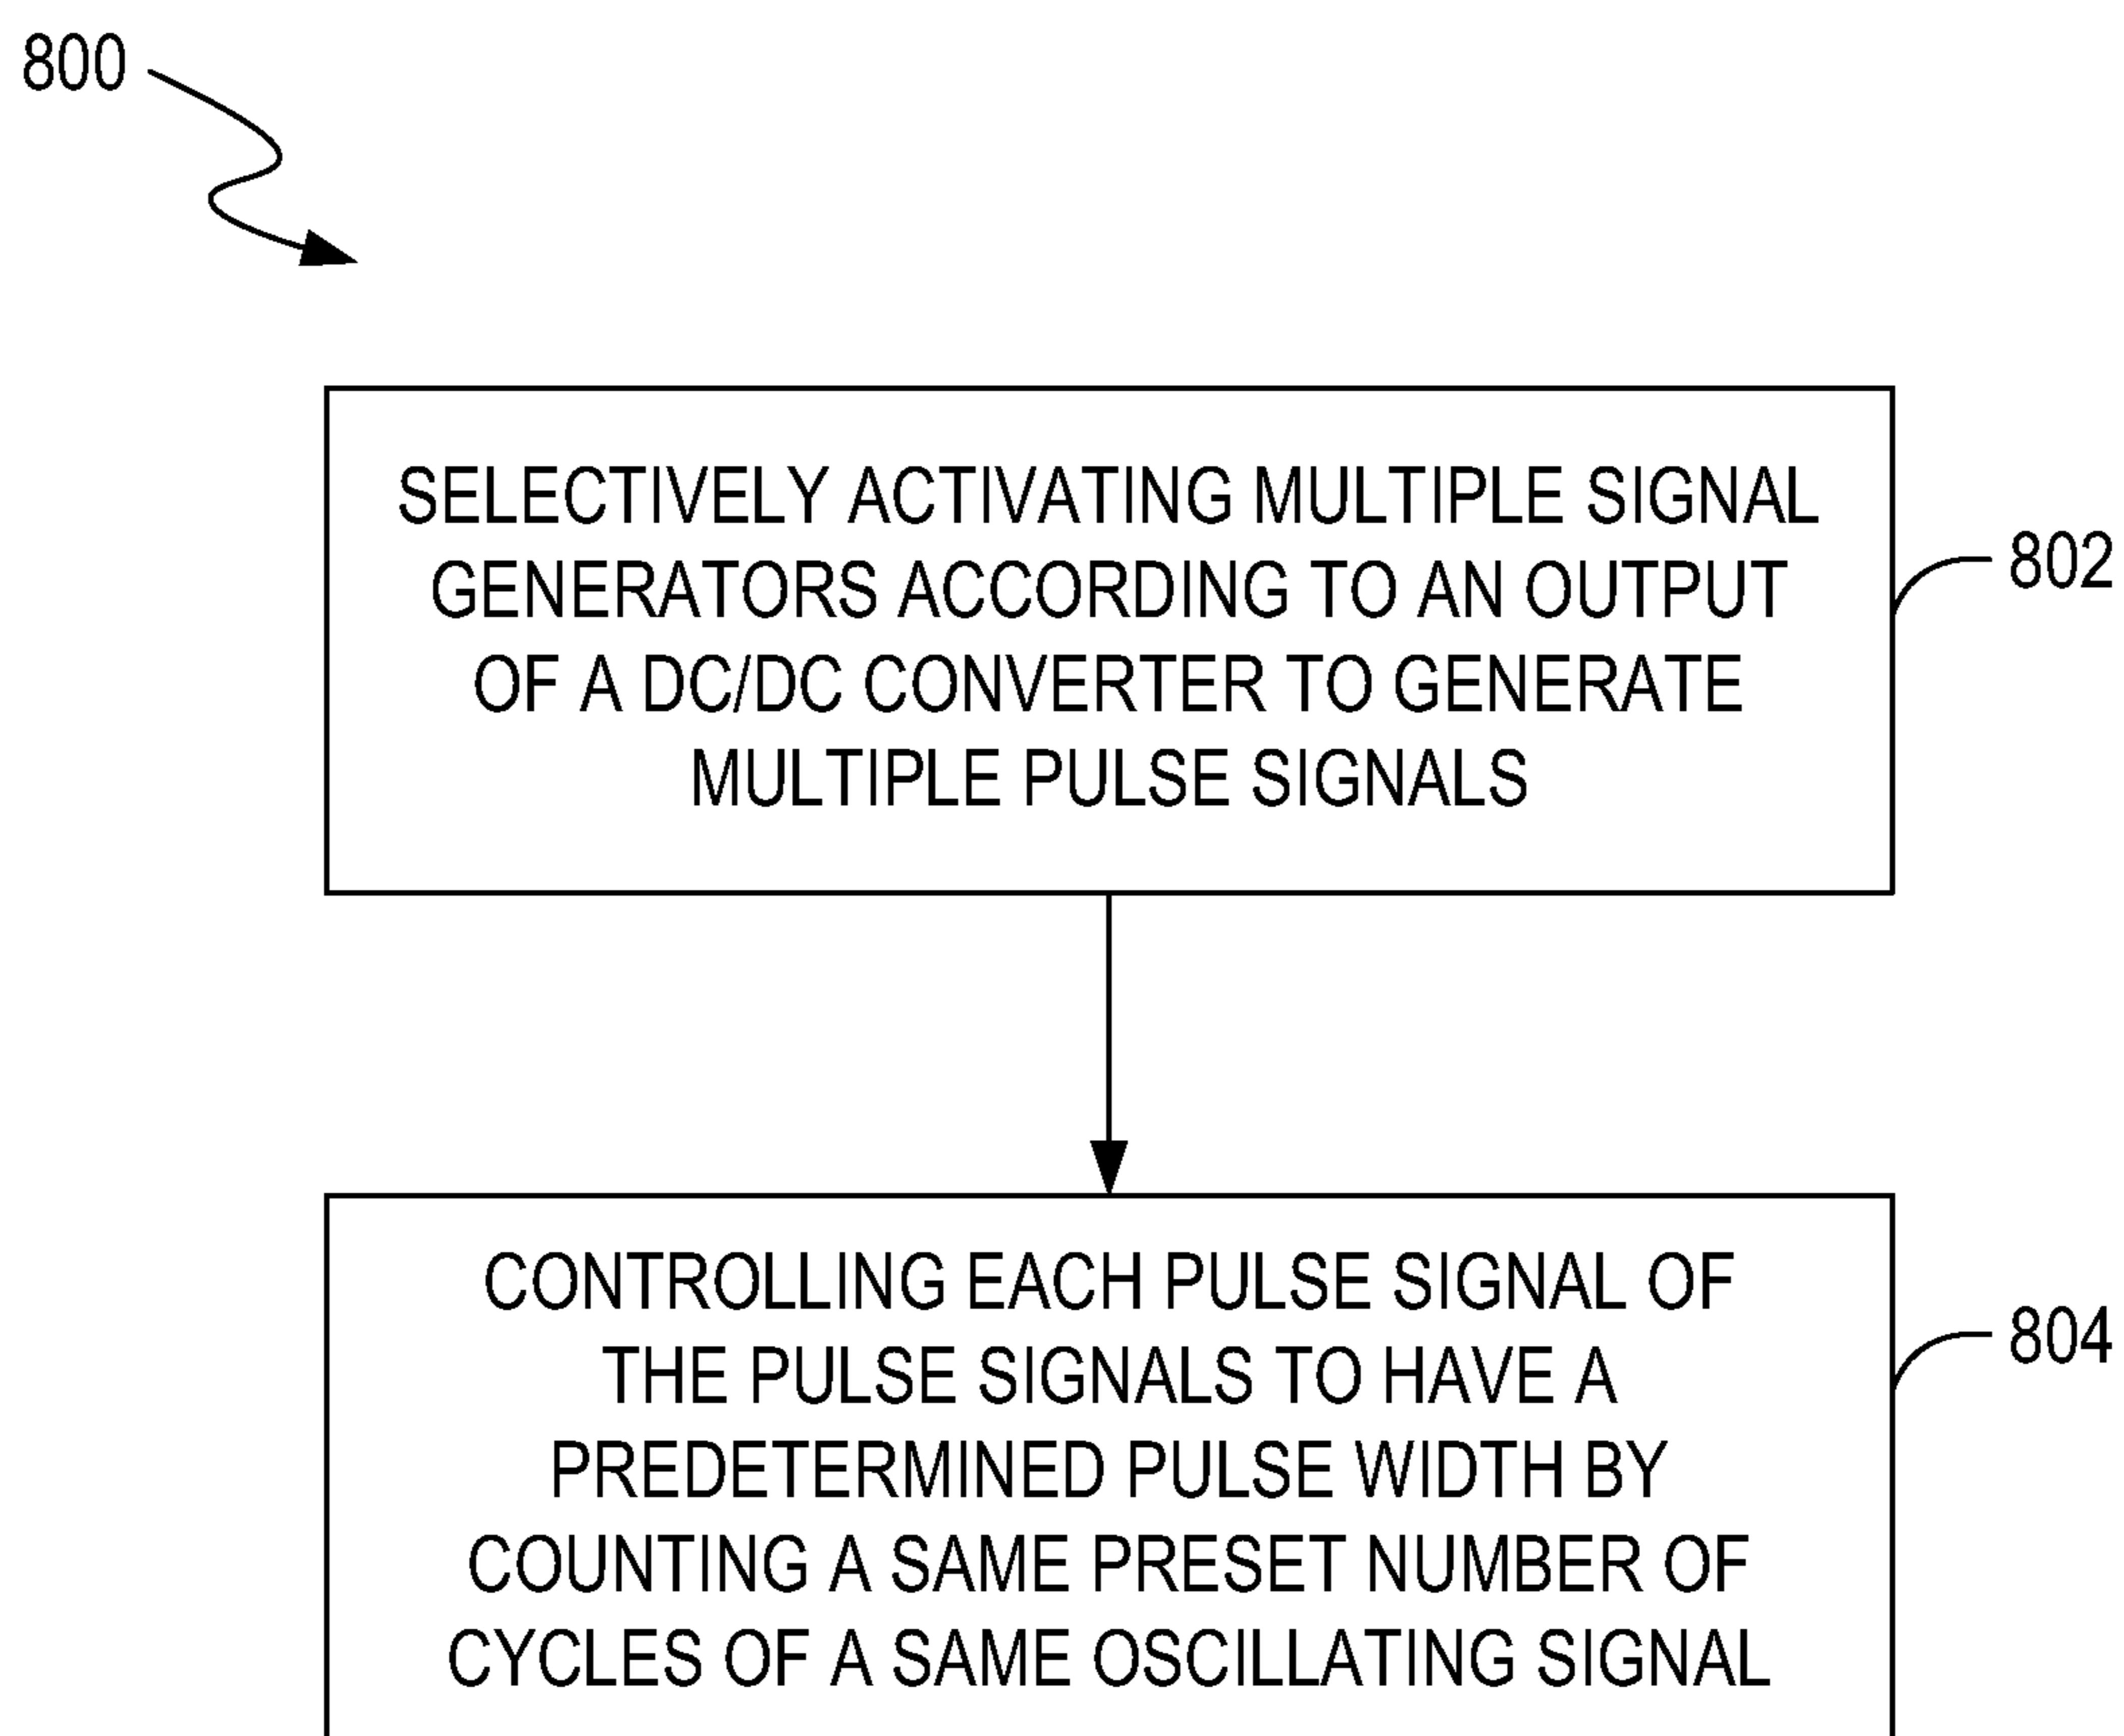 800
SELECTIVELY ACTIVATING MULTIPLE SIGNAL
GENERATORS ACCORDING TO AN OUTPUT
OF A DC/DC CONVERTER TO GENERATE
MULTIPLE PULSE SIGNALS
802
CONTROLLING EACH PULSE SIGNAL OF
THE PULSE SIGNALS TO HAVE A
PREDETERMINED PULSE WIDTH BY
COUNTING A SAME PRESET NUMBER OF
CYCLES OF A SAME OSCILLATING SIGNAL
804